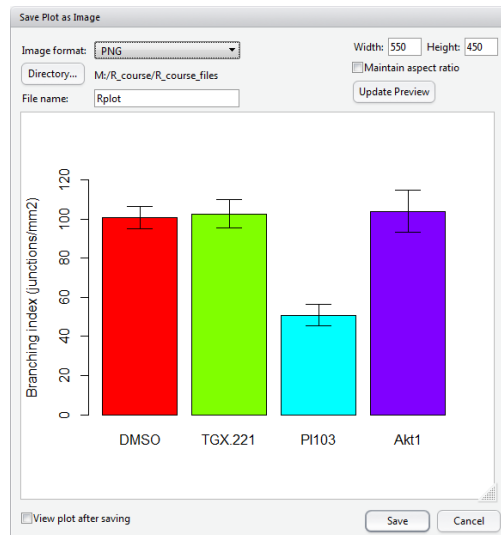 Save Plot as Image
Image format: PNG
Width: 550 Height: 450
Directory... M:/R_course/R_course_files
Maintain aspect ratio
File name: Rplot
Update Preview
Branching index (junctions/mm2)
120
100
80
60
40
20
0
DMSO TGX.221 PI103 Akt1
View plot after saving
Save Cancel